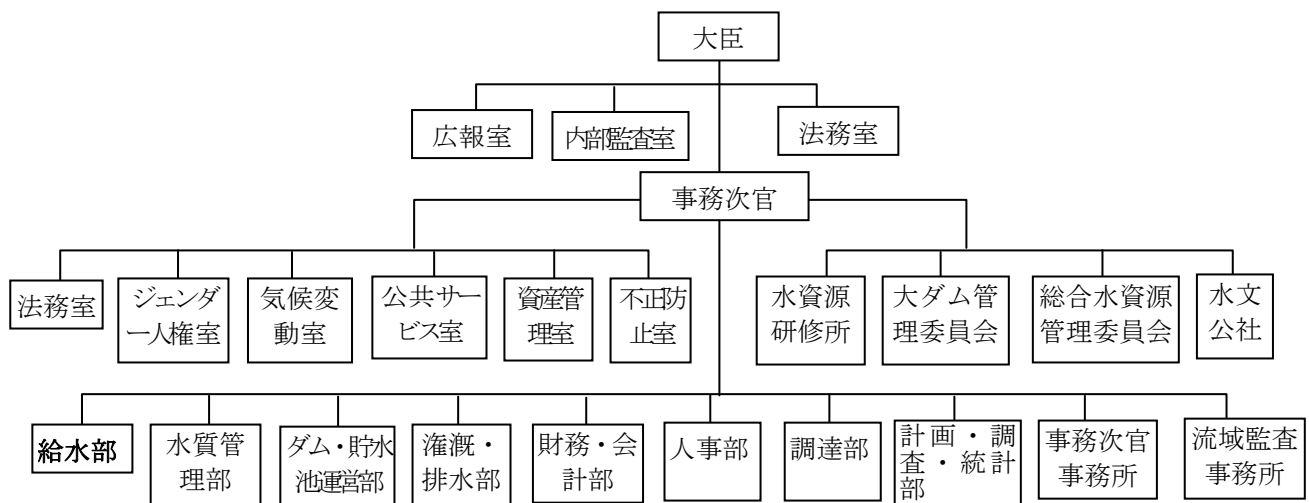 大臣
広報室
内部監査室
法務室
事務次官
法務室
ジェンダ
ー人権室
気候変
動室
公共サー
ビス室
資産管
理室
不正防
止室
水資源
研修所
大ダム管
理委員会
総合水資源
管理委員会
水文
公社
給水部
水質管
理部
ダム・貯水
池運営部
潅漑・
排水部
財務・会
計部
人事部
調達部
計画・調
査・統計
部
事務次官
事務所
流域監査
事務所